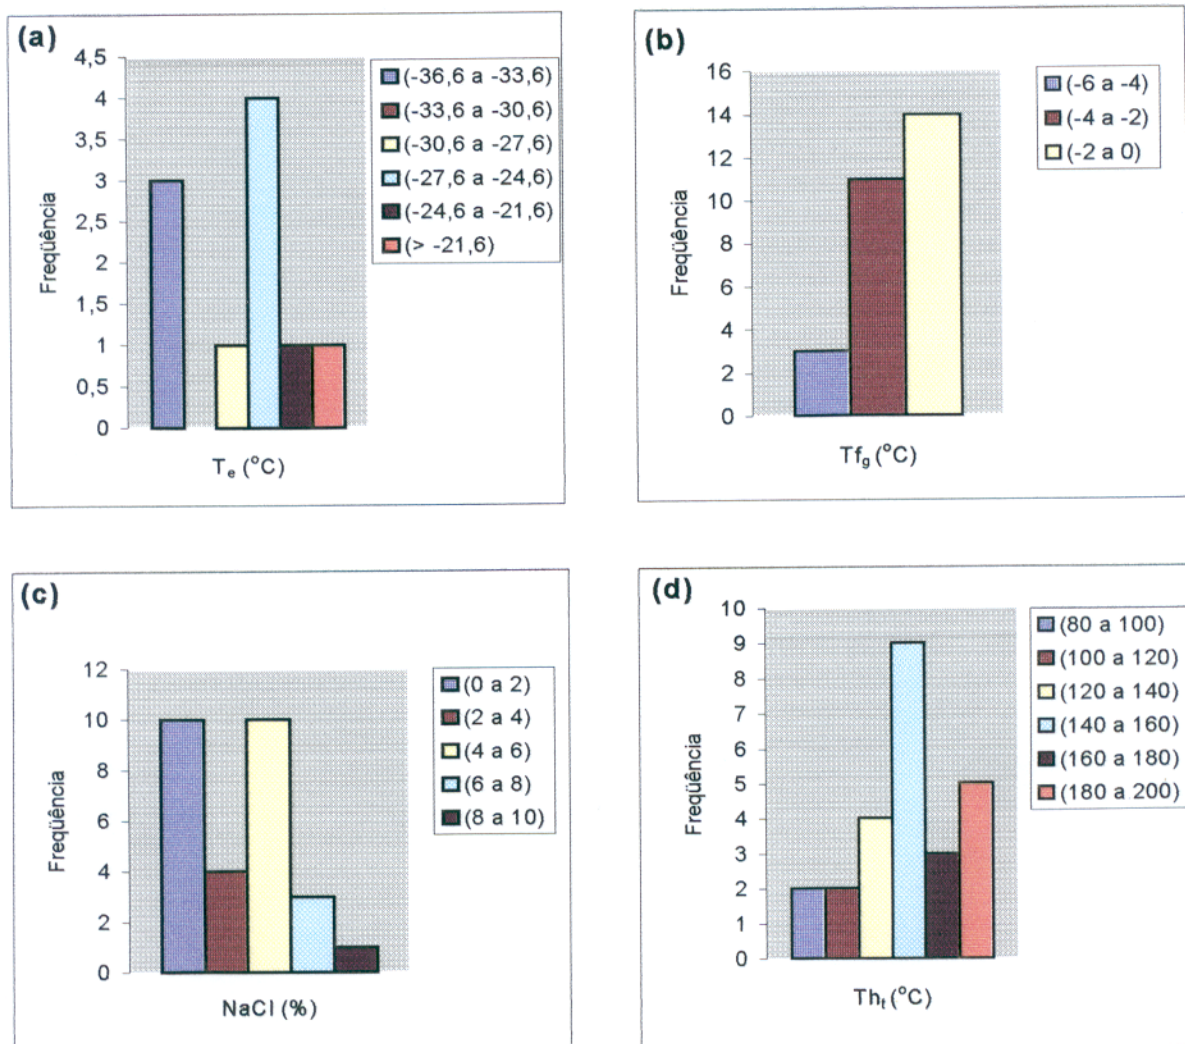 (a)
4,5
4
3,5
3
2,5
2
1,5
1
0,5
0
Freqüência
Te (°C)
(-36,6 a -33,6)
(-33,6 a -30,6)
(-30,6 a -27,6)
(-27,6 a -24,6)
(-24,6 a -21,6)
(> -21,6)
(b)
16
14
12
10
8
6
4
2
0
Freqüência
Tfg (°C)
(-6 a -4)
(-4 a -2)
(-2 a 0)
(c)
12
10
8
6
4
2
0
Freqüência
NaCl (%)
(0 a 2)
(2 a 4)
(4 a 6)
(6 a 8)
(8 a 10)
(d)
10
9
8
7
6
5
4
3
2
1
0
Freqüência
Tht (°C)
(80 a 100)
(100 a 120)
(120 a 140)
(140 a 160)
(160 a 180)
(180 a 200)